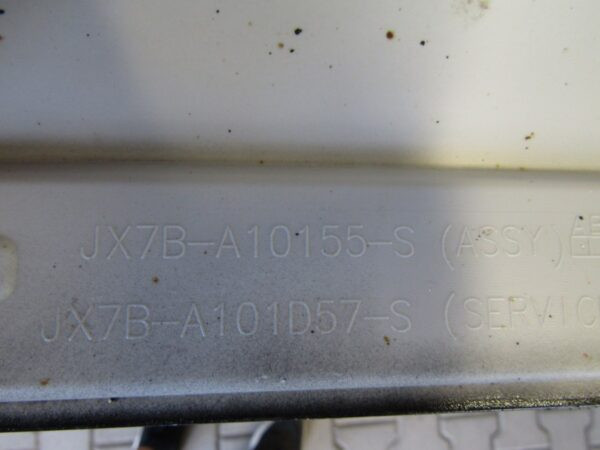 JX7B-A10155-S (ASSY)
JX7B-A101D57-S (SERVIC